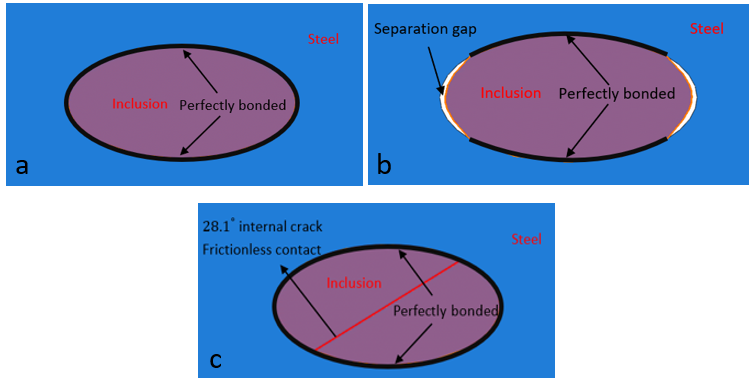 Steel
Inclusion Perfectly bonded
a
Separation gap
Steel
Inclusion Perfectly bonded
b
28.1° internal crack
Frictionless contact
Steel
Inclusion
Perfectly bonded
c